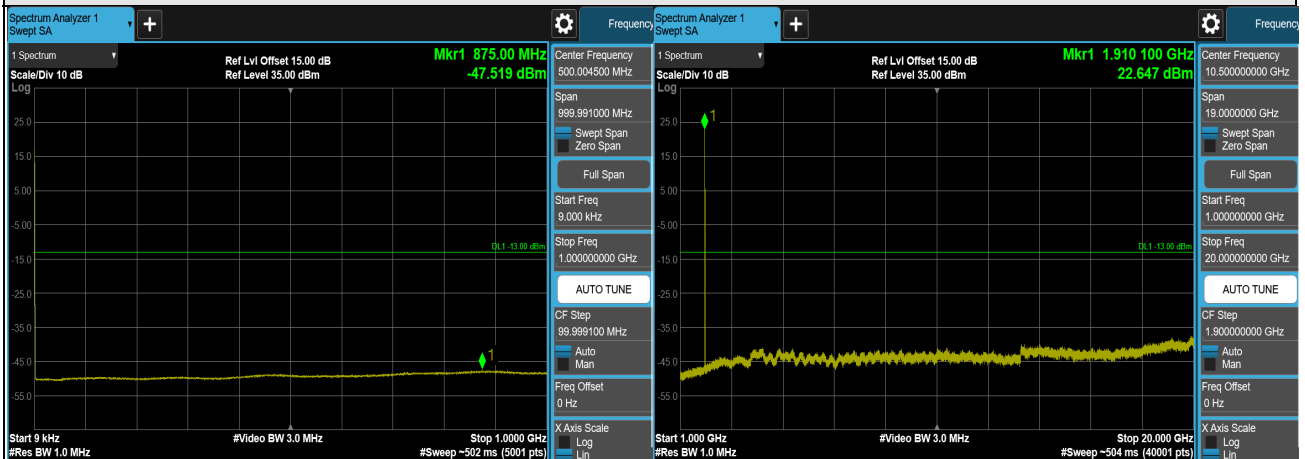 Spectrum Analyzer 1
Swept SA
+
Frequency
1 Spectrum
Scale/Div 10 dB
Log
Ref Lvl Offset 15.00 dB
Ref Level 35.00 dBm
Mkr1 875.00 MHz
-47.519 dBm
25.0
15.0
5.00
-5.00
-15.0
-25.0
-35.0
-45.0
-55.0
DL1 -13.00 dBm
1
Start 9 kHz
#Res BW 1.0 MHz
#Video BW 3.0 MHz
Stop 1.0000 GHz
#Sweep ~502 ms (5001 pts)
Center Frequency
500.004500 MHz
Span
999.991000 MHz
Swept Span
Zero Span
Full Span
Start Freq
9.000 kHz
Stop Freq
1.000000000 GHz
AUTO TUNE
CF Step
99.999100 MHz
Auto
Man
Freq Offset
0 Hz
X Axis Scale
Log
Lin
Spectrum Analyzer 1
Swept SA
+
Frequency
1 Spectrum
Scale/Div 10 dB
Log
Ref Lvl Offset 15.00 dB
Ref Level 35.00 dBm
Mkr1 1.910 100 GHz
22.647 dBm
25.0
15.0
5.00
-5.00
-15.0
-25.0
-35.0
-45.0
-55.0
DL1 -13.00 dBm
1
Start 1.000 GHz
#Res BW 1.0 MHz
#Video BW 3.0 MHz
Stop 20.000 GHz
#Sweep ~504 ms (40001 pts)
Center Frequency
10.500000000 GHz
Span
19.0000000 GHz
Swept Span
Zero Span
Full Span
Start Freq
1.000000000 GHz
Stop Freq
20.000000000 GHz
AUTO TUNE
CF Step
1.900000000 GHz
Auto
Man
Freq Offset
0 Hz
X Axis Scale
Log
Lin